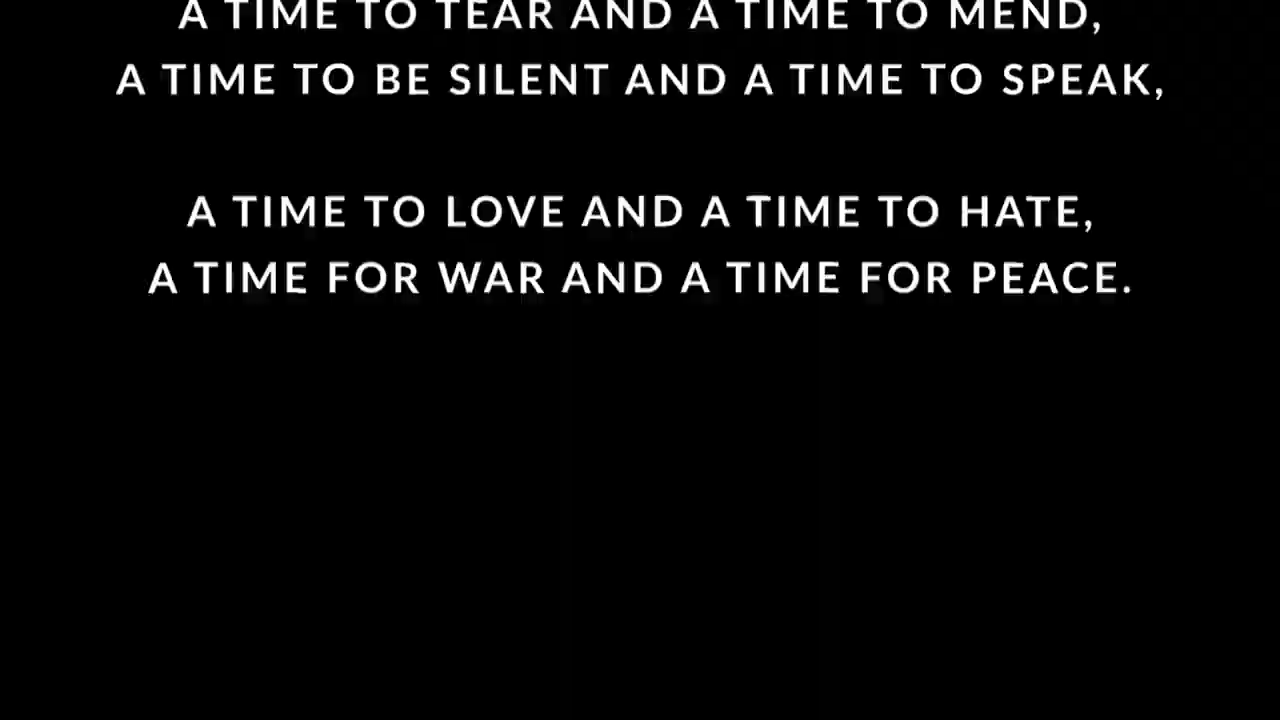 A TIME TO TEAR AND A TIME TO MEND,
A TIME TO BE SILENT AND A TIME TO SPEAK,
A TIME TO LOVE AND A TIME TO HATE,
A TIME FOR WAR AND A TIME FOR PEACE.